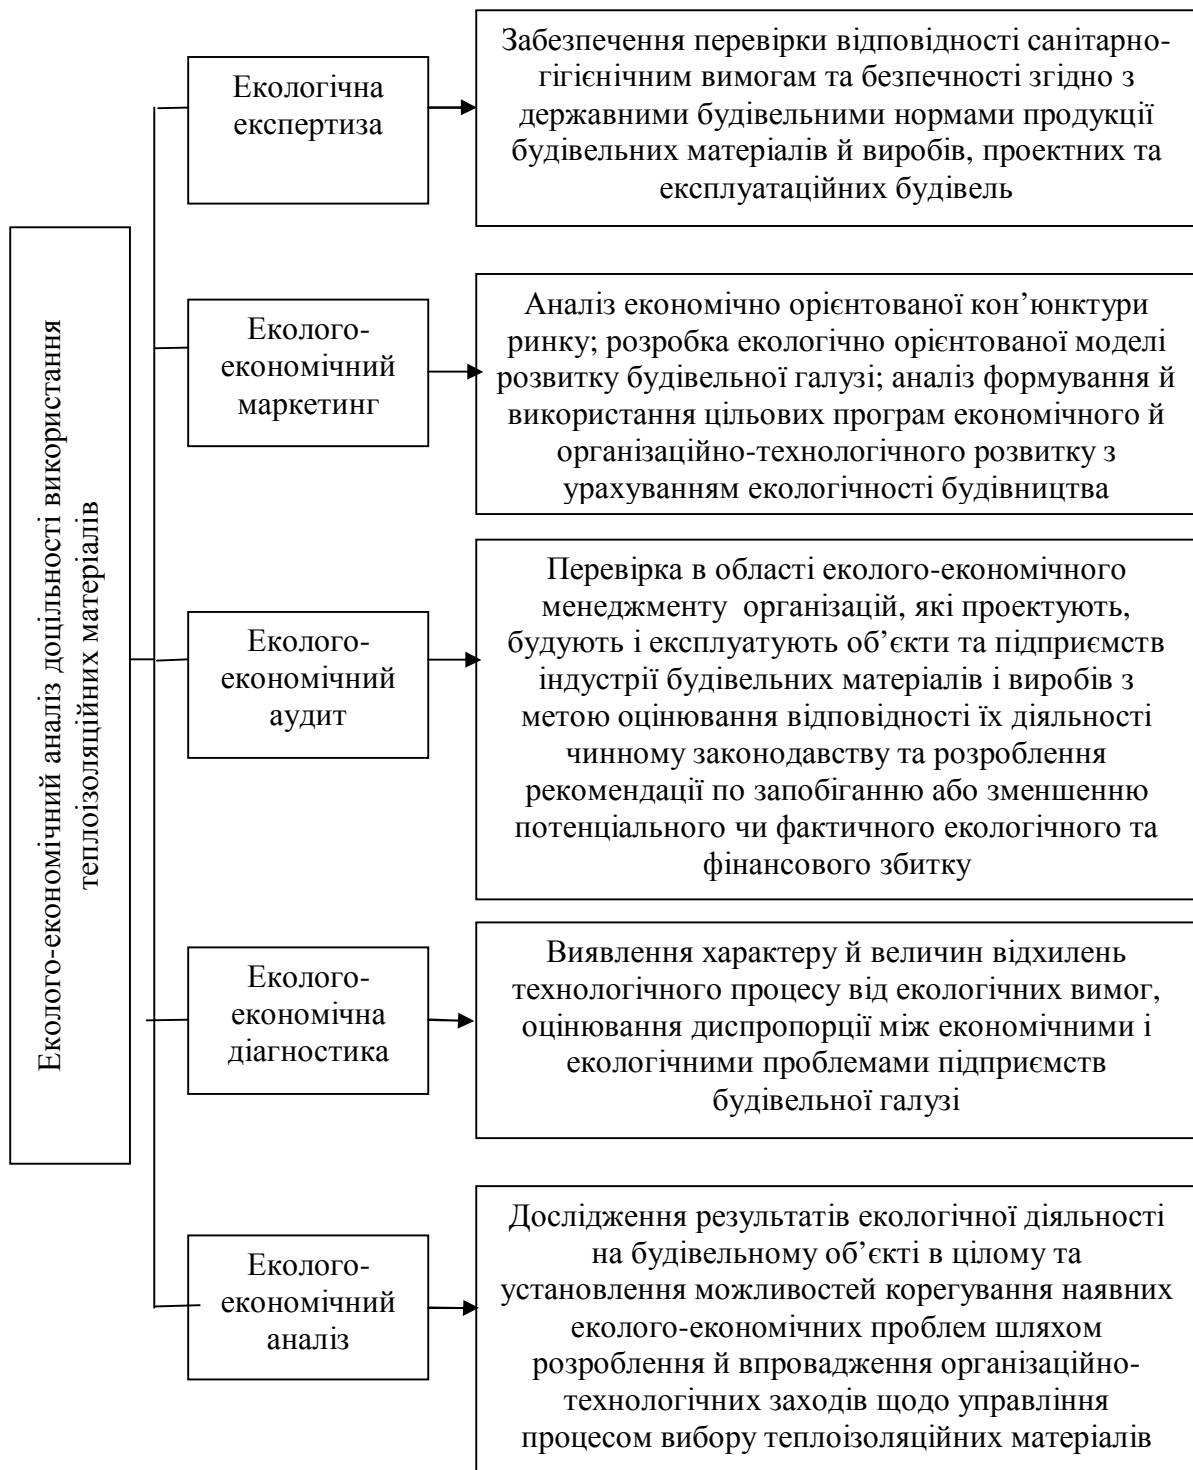 Еколого-економічний аналіз доцільності використання
теплоізоляційних матеріалів
Екологічна
експертиза
Забезпечення перевірки відповідності санітарно-
гігієнічним вимогам та безпечності згідно з
державними будівельними нормами продукції
будівельних матеріалів й виробів, проектних та
експлуатаційних будівель
Еколого-
економічний
маркетинг
Аналіз економічно орієнтованої кон’юнктури
ринку; розробка екологічно орієнтованої моделі
розвитку будівельної галузі; аналіз формування й
використання цільових програм економічного й
організаційно-технологічного розвитку з
урахуванням екологічності будівництва
Еколого-
економічний
аудит
Перевірка в області еколого-економічного
менеджменту організацій, які проектують,
будують і експлуатують об’єкти та підприємств
індустрії будівельних матеріалів і виробів з
метою оцінювання відповідності їх діяльності
чинному законодавству та розроблення
рекомендації по запобіганню або зменшенню
потенціального чи фактичного екологічного та
фінансового збитку
Еколого-
економічна
діагностика
Виявлення характеру й величин відхилень
технологічного процесу від екологічних вимог,
оцінювання диспропорції між економічними і
екологічними проблемами підприємств
будівельної галузі
Еколого-
економічний
аналіз
Дослідження результатів екологічної діяльності
на будівельному об’єкті в цілому та
установлення можливостей корегування наявних
еколого-економічних проблем шляхом
розроблення й впровадження організаційно-
технологічних заходів щодо управління
процесом вибору теплоізоляційних матеріалів